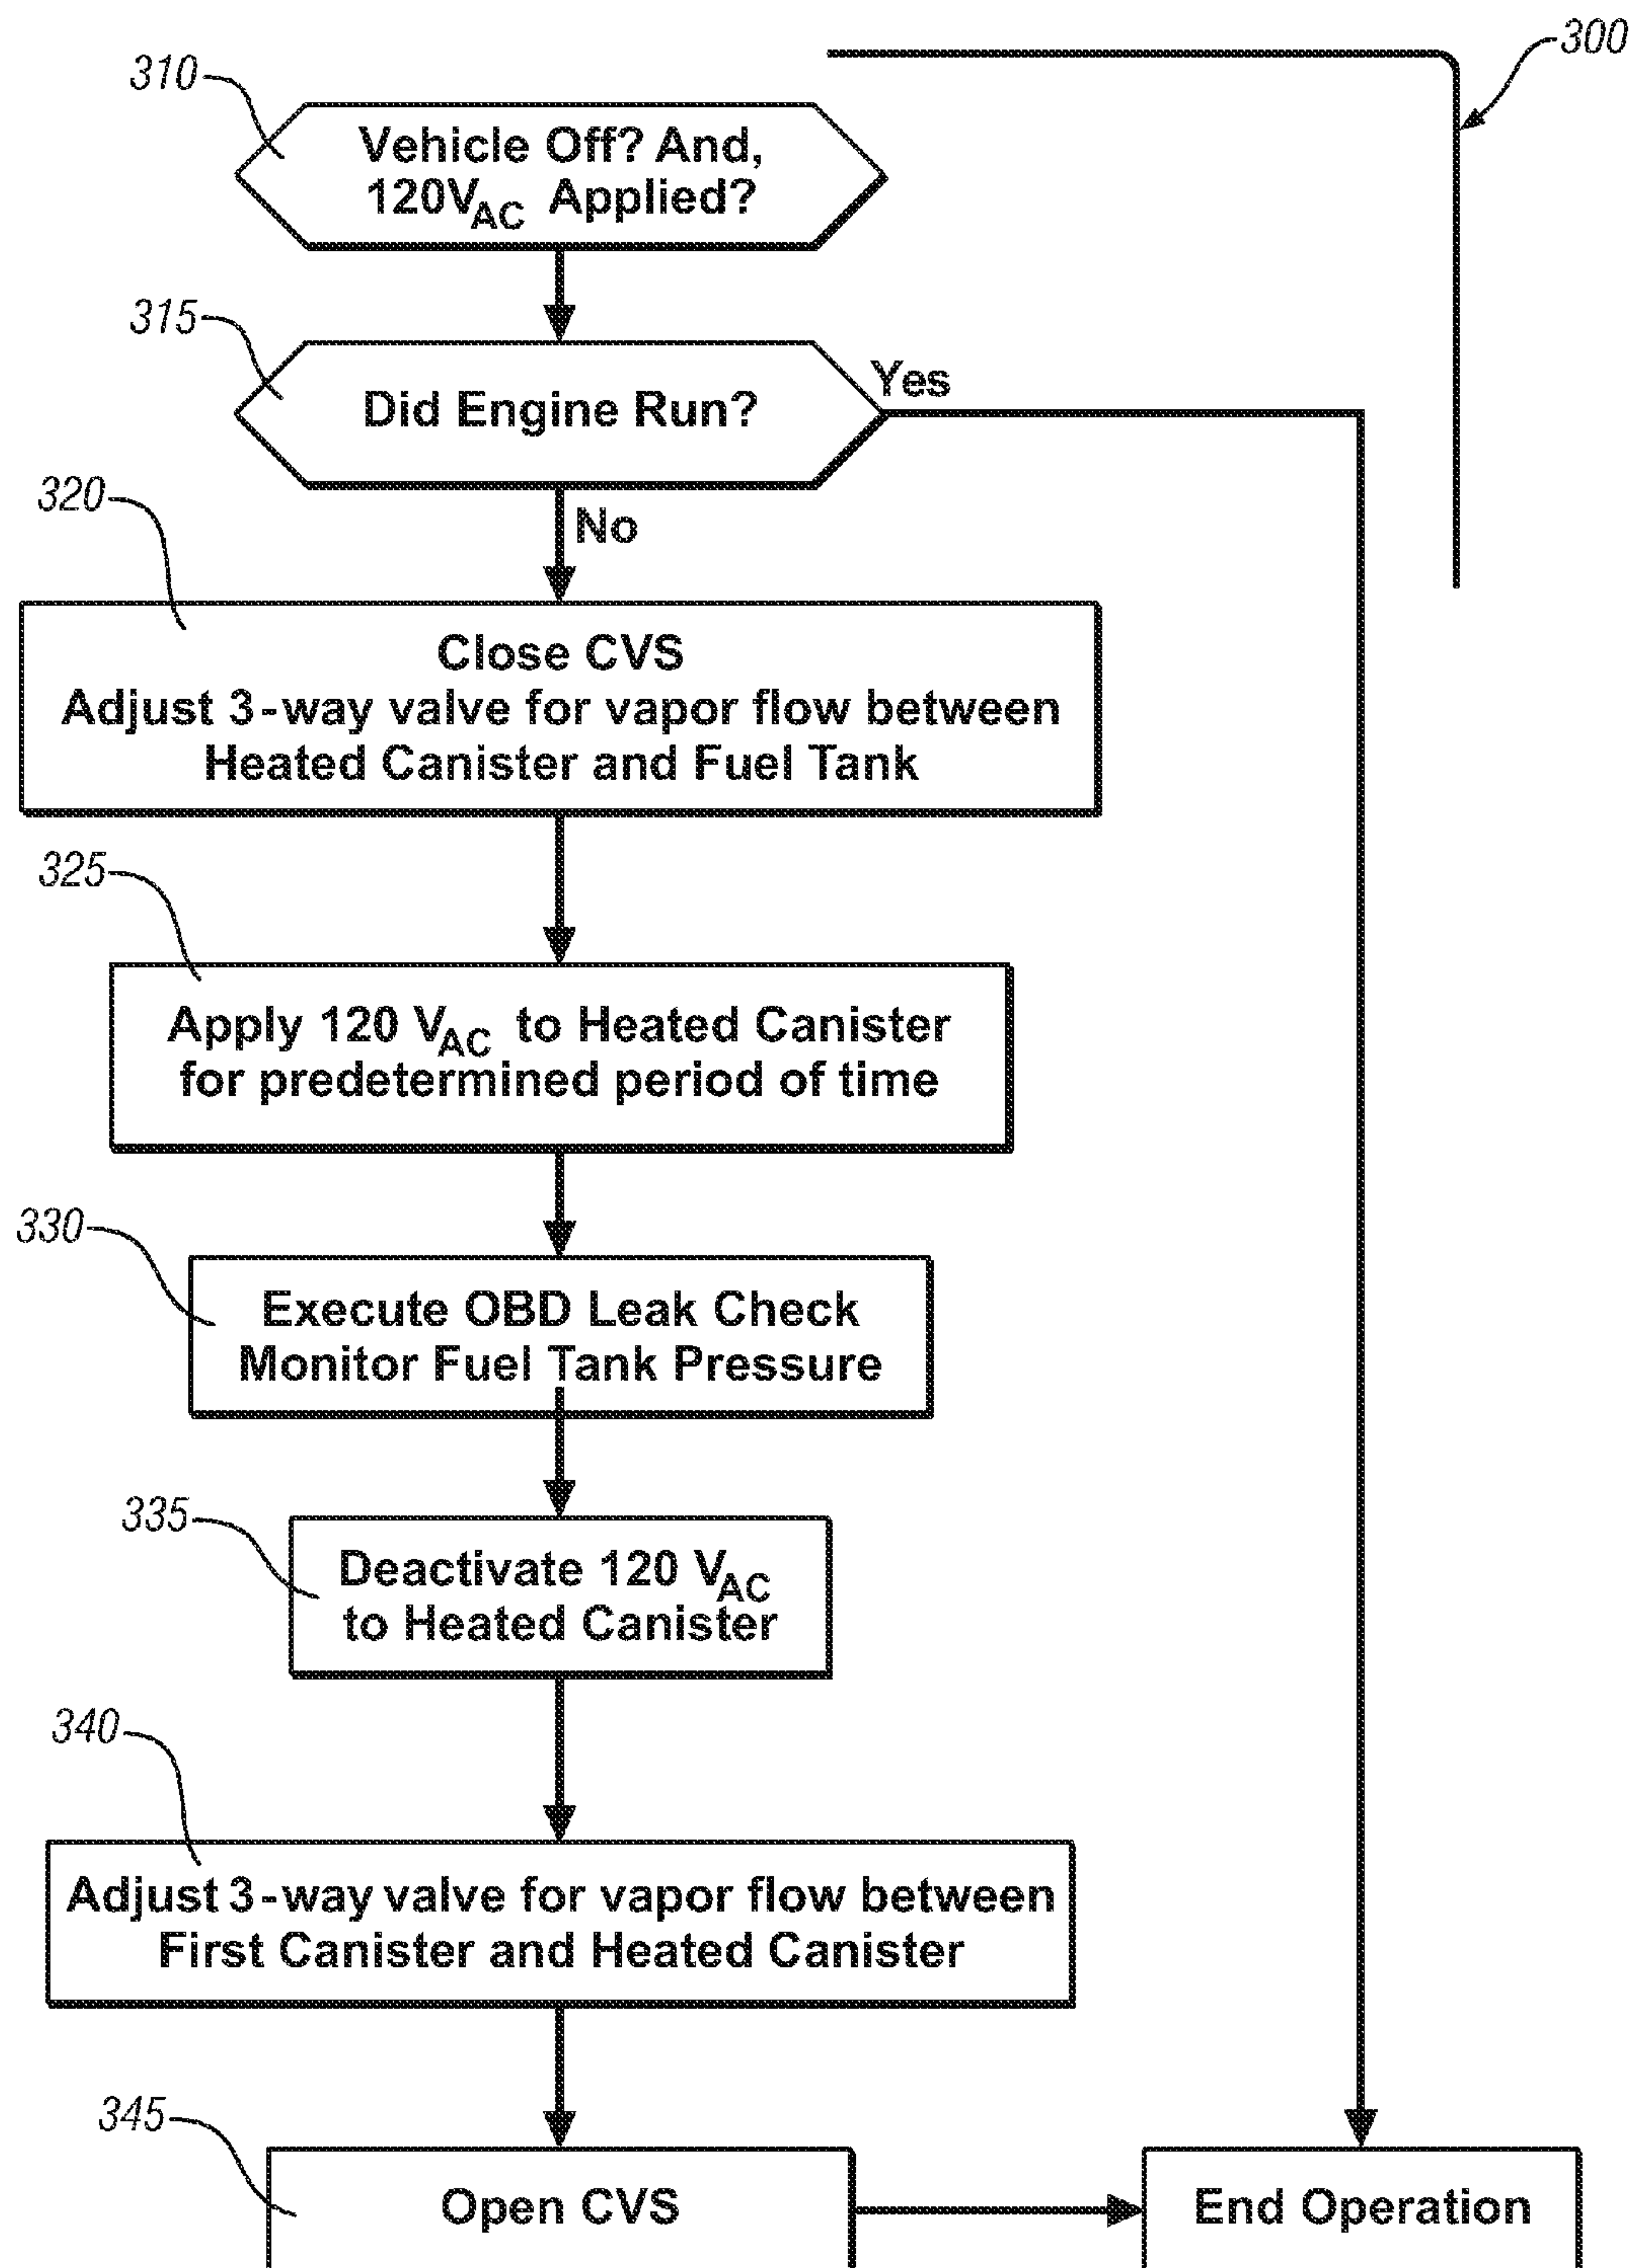 300
310
Vehicle Off? And,
120VAC Applied?
315
Did Engine Run?
Yes
No
320
Close CVS
Adjust 3-way valve for vapor flow between
Heated Canister and Fuel Tank
325
Apply 120 VAC to Heated Canister
for predetermined period of time
330
Execute OBD Leak Check
Monitor Fuel Tank Pressure
335
Deactivate 120 VAC
to Heated Canister
340
Adjust 3-way valve for vapor flow between
First Canister and Heated Canister
345
Open CVS
End Operation